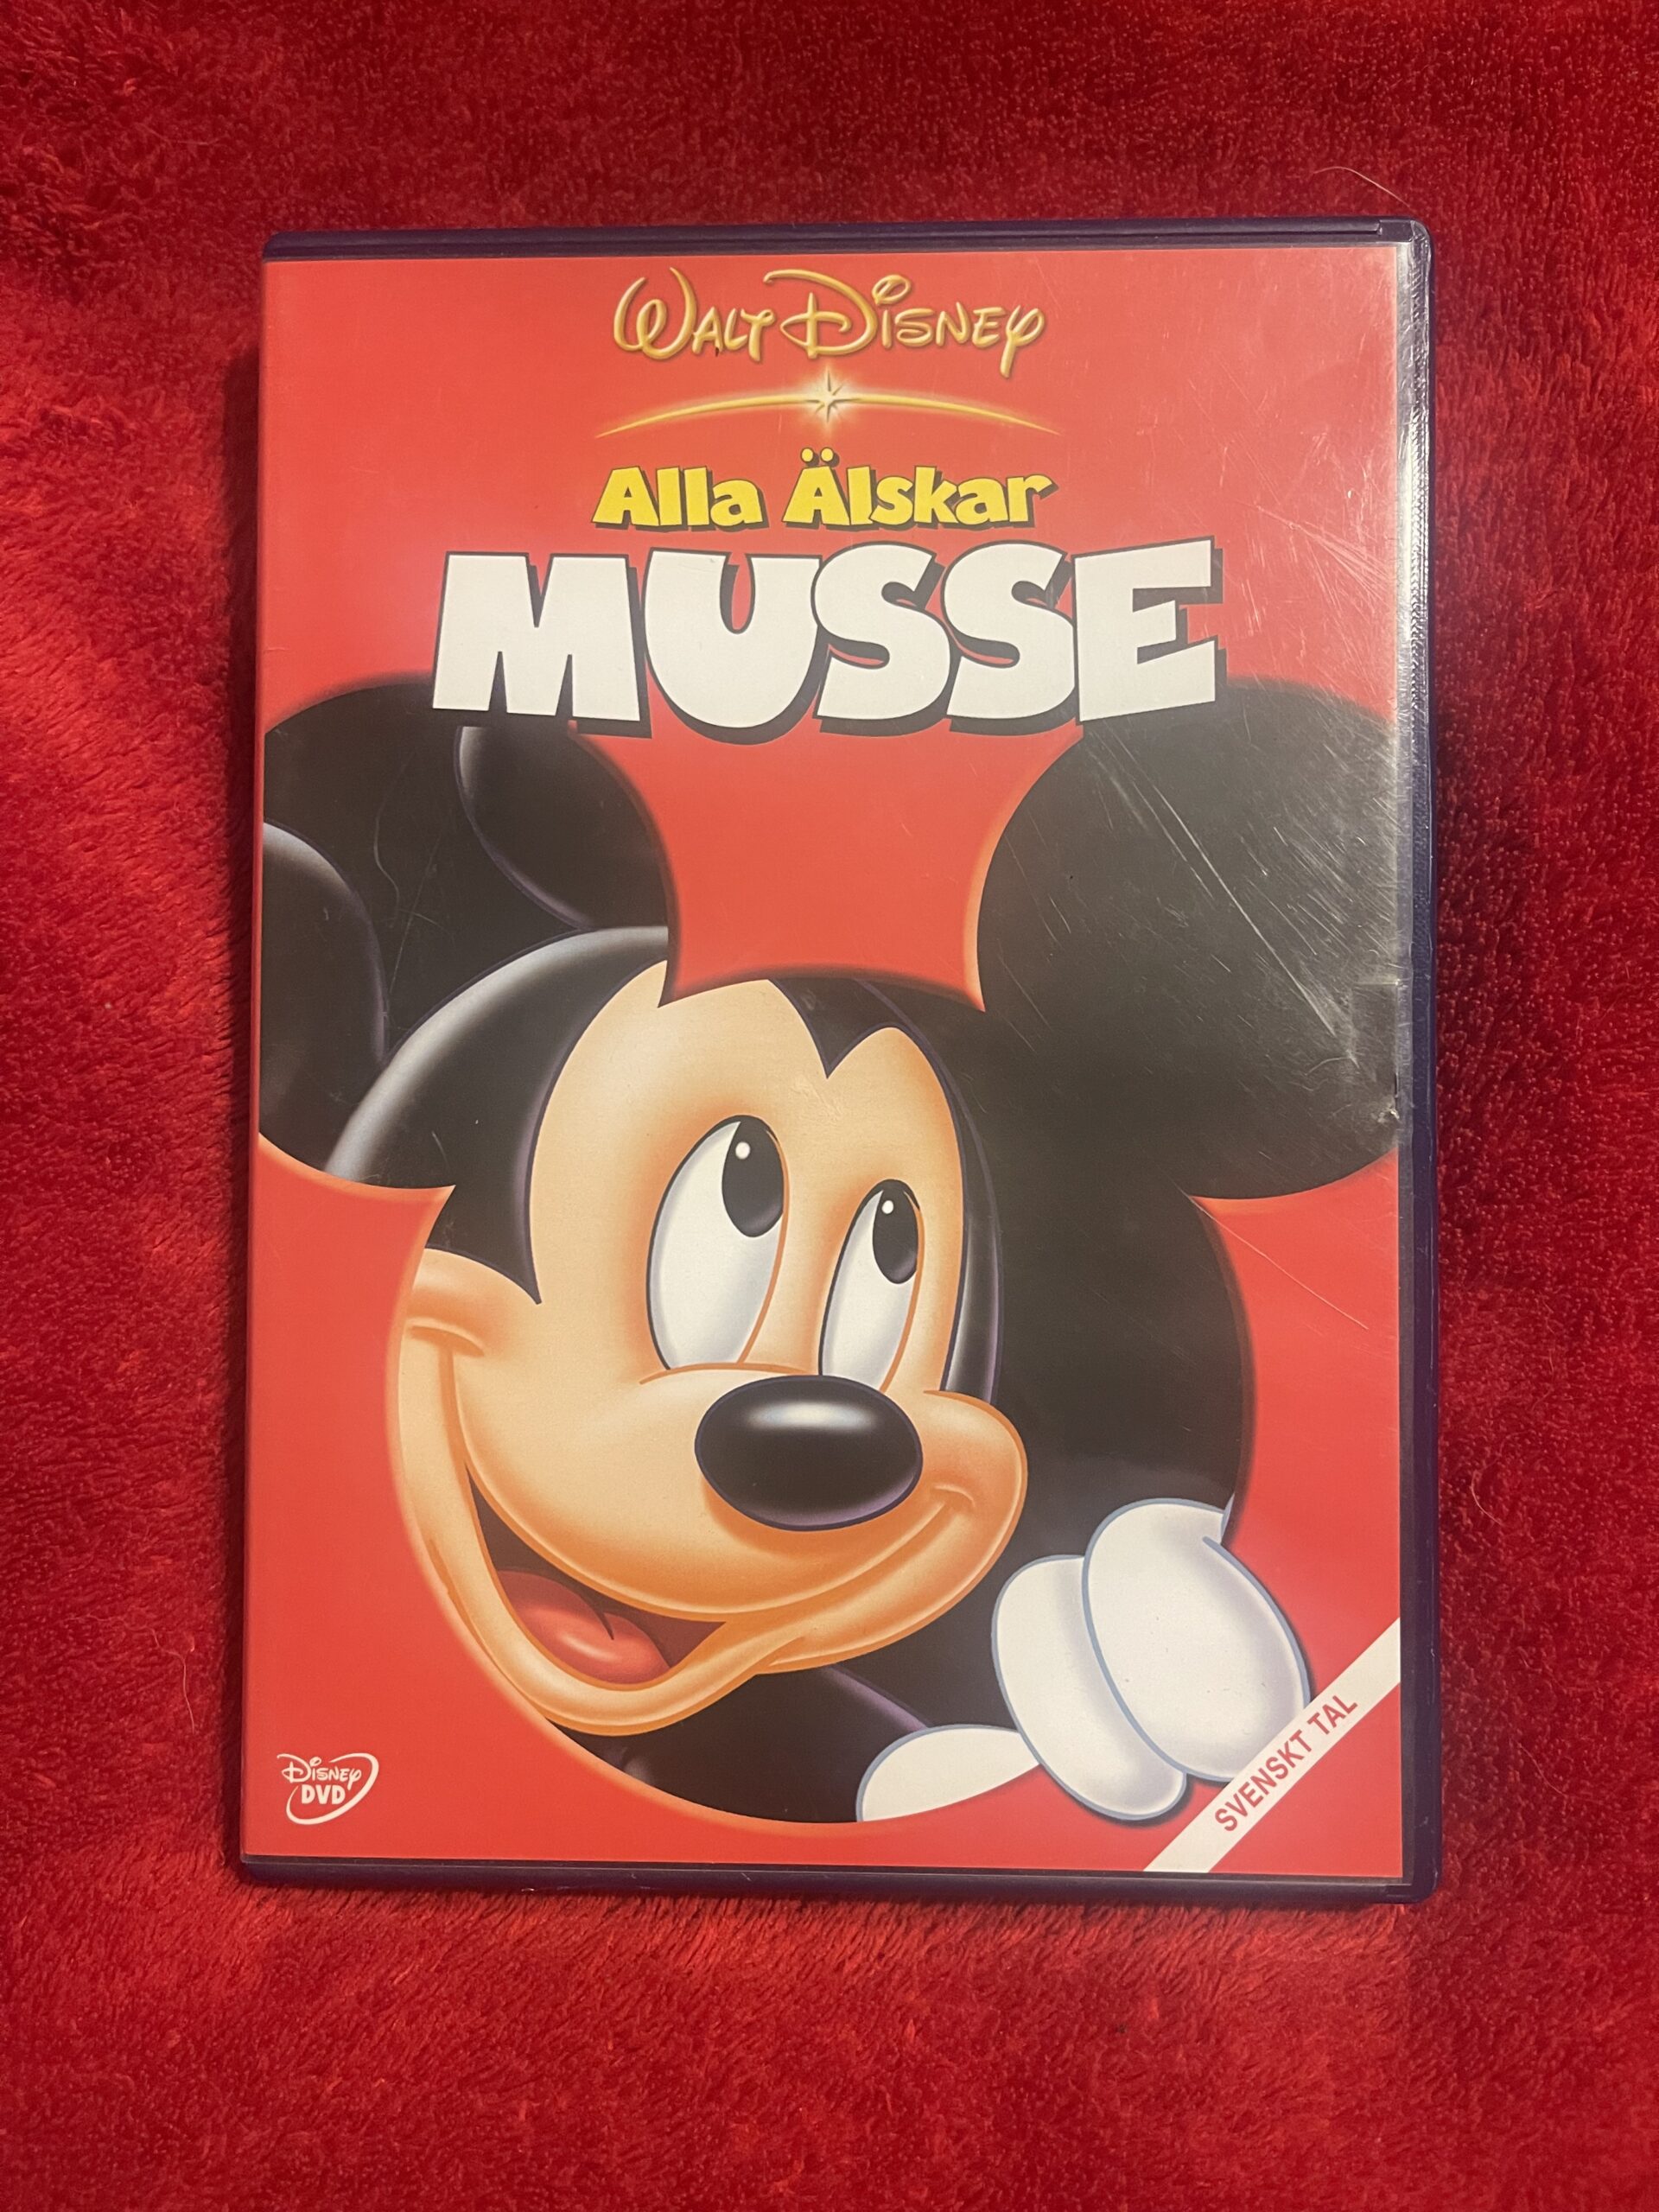 WALT DISNEY
Alla Älskar
MUSSE
DISNEY
DVD
SVENSKT TAL